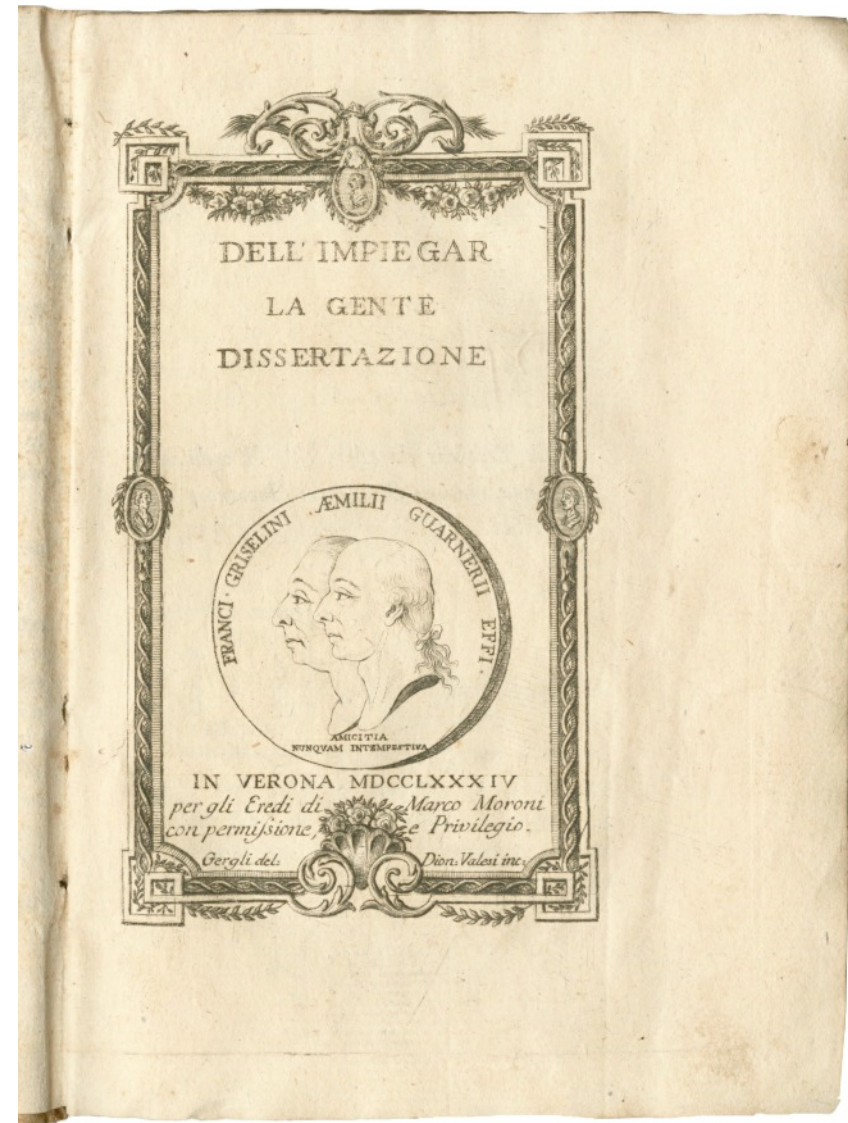 DELL' IMPIEGAR
LA GENTE
DISSERTAZIONE
FRANCI · GRISELINI ÆMILII GUARNERII EFFI ·
AMICITIA
NUNQVAM INTEMPESTIVA
IN VERONA MDCCLXXXIV
per gli Eredi di Marco Moroni
con permiſsione, e Privilegio.
Gergli del: Dion: Valesi inc: